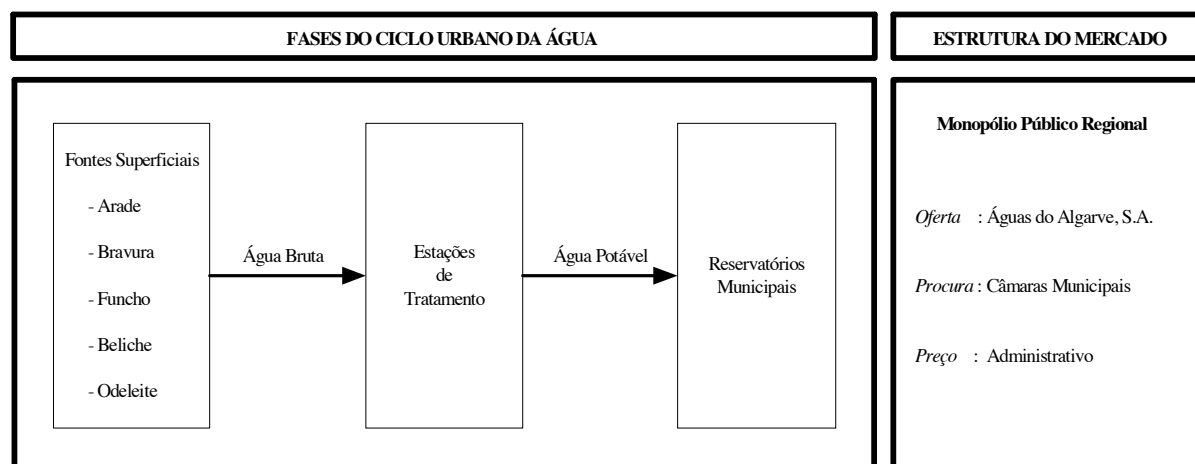 FASES DO CICLO URBANO DA ÁGUA
Fontes Superficiais
- Arade
- Bravura
- Funcho
- Beliche
- Odeleite
Água Bruta
Estações
de
Tratamento
Água Potável
Reservatórios
Municipais
ESTRUTURA DO MERCADO
Monopólio Público Regional
Oferta : Águas do Algarve, S.A.
Procura : Câmaras Municipais
Preço : Administrativo